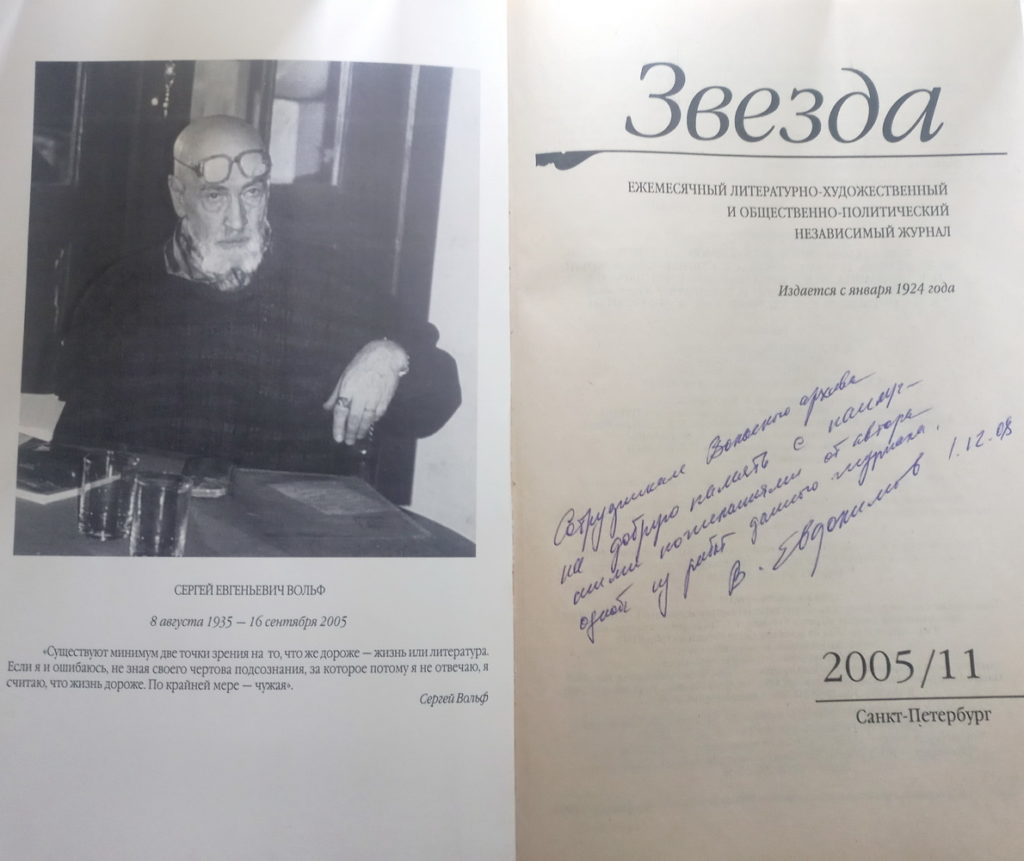 СЕРГЕЙ ЕВГЕНЬЕВИЧ ВОЛЬФ
8 августа 1935 — 16 сентября 2005
«Существуют минимум две точки зрения на то, что же дороже — жизнь или литература.
Если я и ошибаюсь, не зная своего чертова подсознания, за которое потому я не отвечаю, я
считаю, что жизнь дороже. По крайней мере — чужая».
Сергей Вольф
Звезда
ЕЖЕМЕСЯЧНЫЙ ЛИТЕРАТУРНО-ХУДОЖЕСТВЕННЫЙ
И ОБЩЕСТВЕННО-ПОЛИТИЧЕСКИЙ
НЕЗАВИСИМЫЙ ЖУРНАЛ
Издается с января 1924 года
Сотрудникам Военного архива
на добрую память с наилуч-
шими пожеланиями от автора
одной из работ данного журнала.
В. Евдокимов 1.12.08
2005/11
Санкт-Петербург